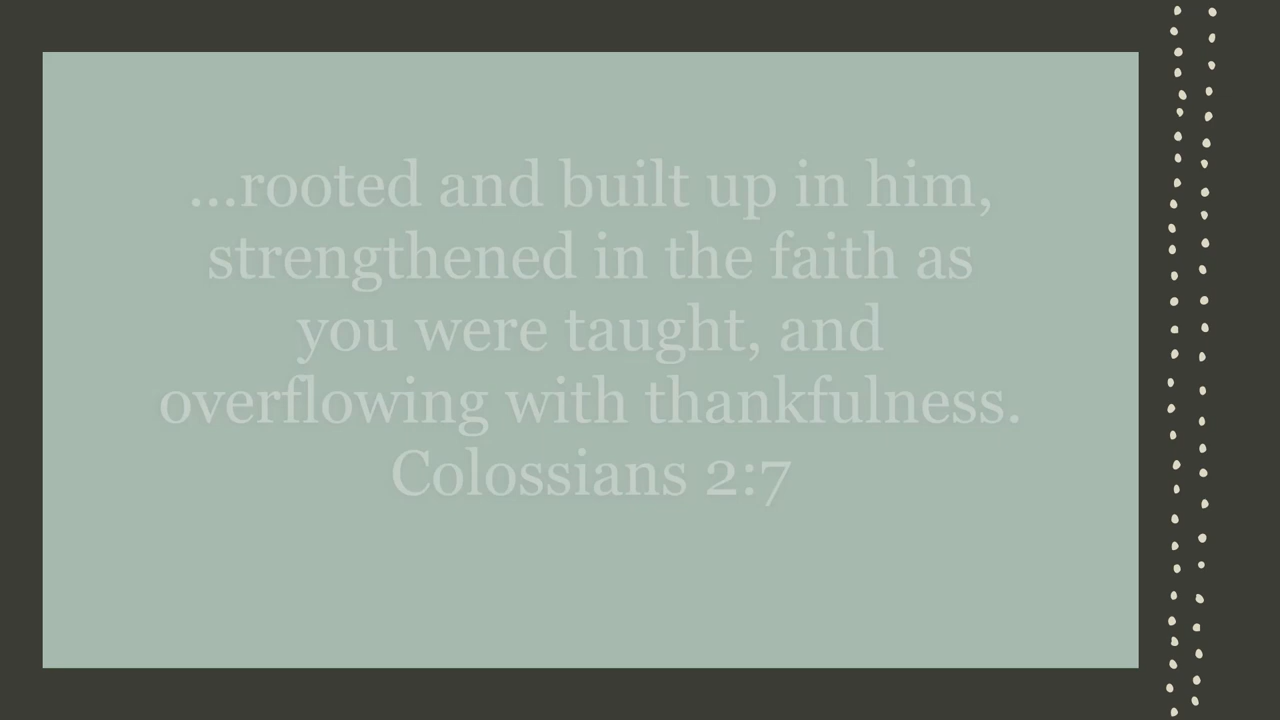 ...rooted and built up in him,
strengthened in the faith as
you were taught, and
overflowing with thankfulness.
Colossians 2:7